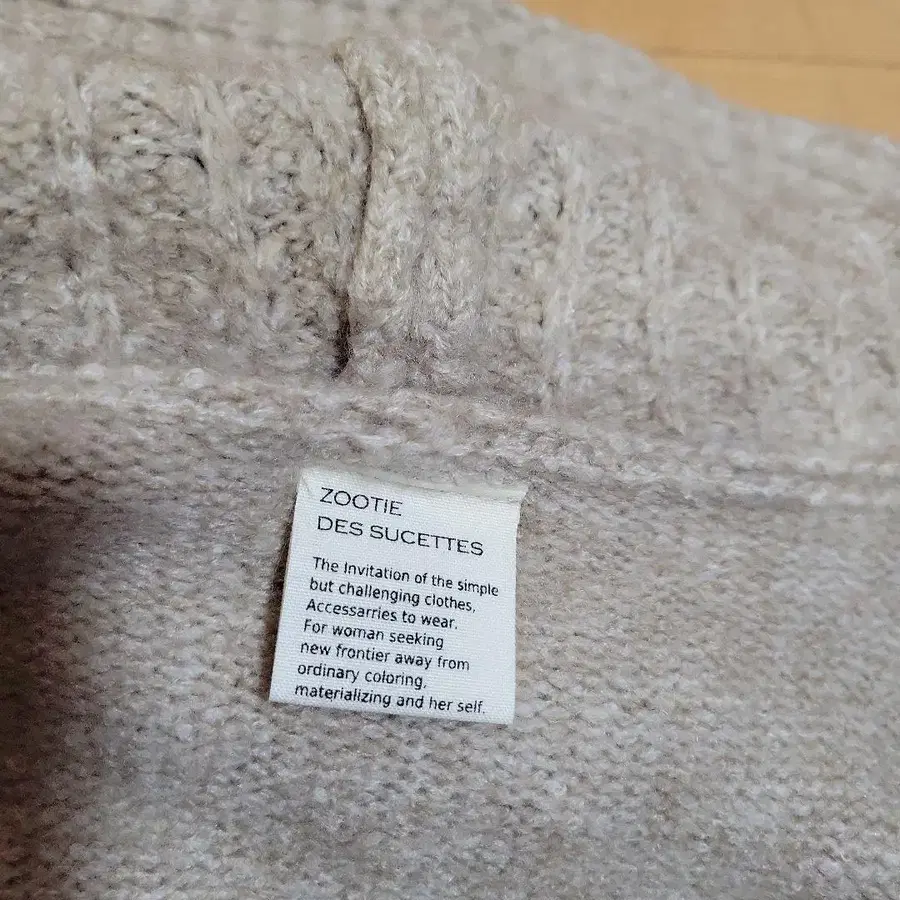 ZOOTIE
DES SUCETTES
The Invitation of the simple
but challenging clothes,
Accessarries to wear.
For woman seeking
new frontier away from
ordinary coloring,
materializing and her self.